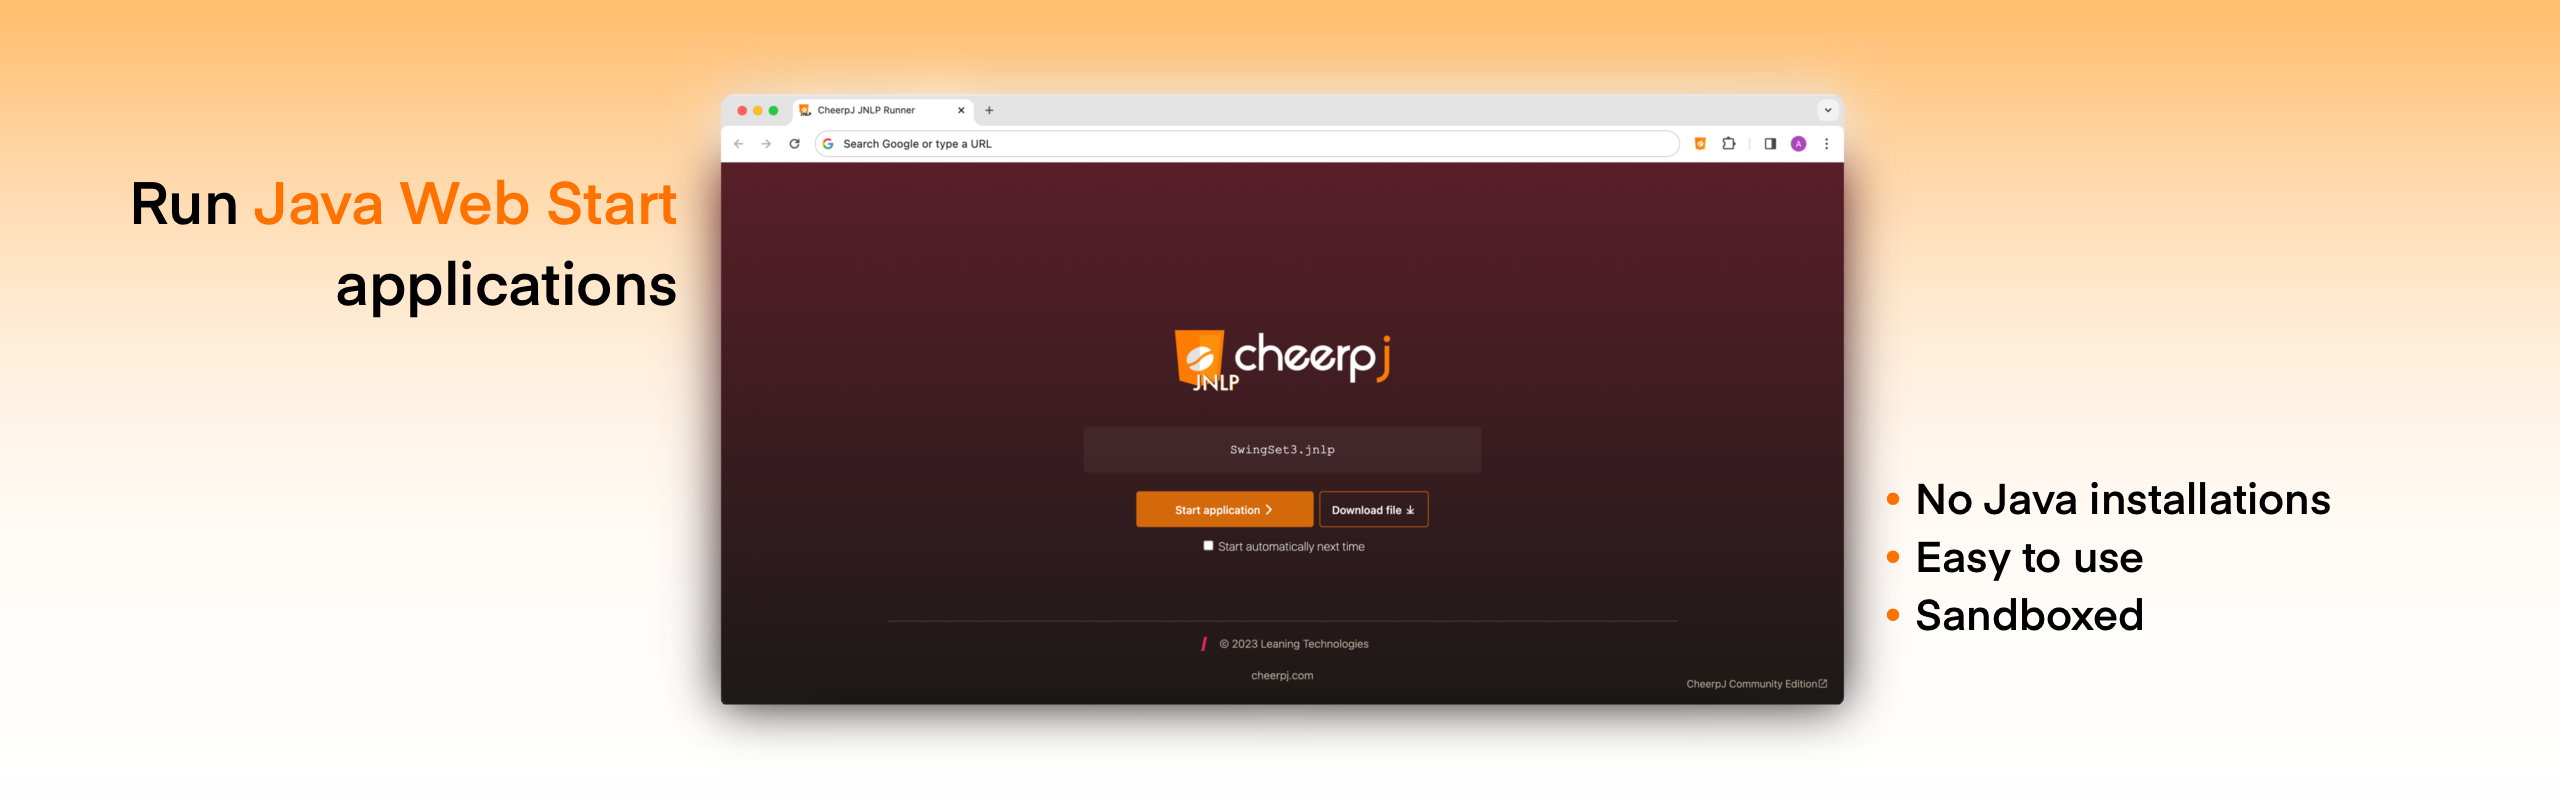 Run Java Web Start
applications
CheerpJ JNLP Runner
Search Google or type a URL
A
JNLP
cheerpj
SwingSet3.jnlp
Start application
Download file
Start automatically next time
© 2023 Leaning Technologies
cheerpj.com
CheerpJ Community Edition
• No Java installations
• Easy to use
• Sandboxed